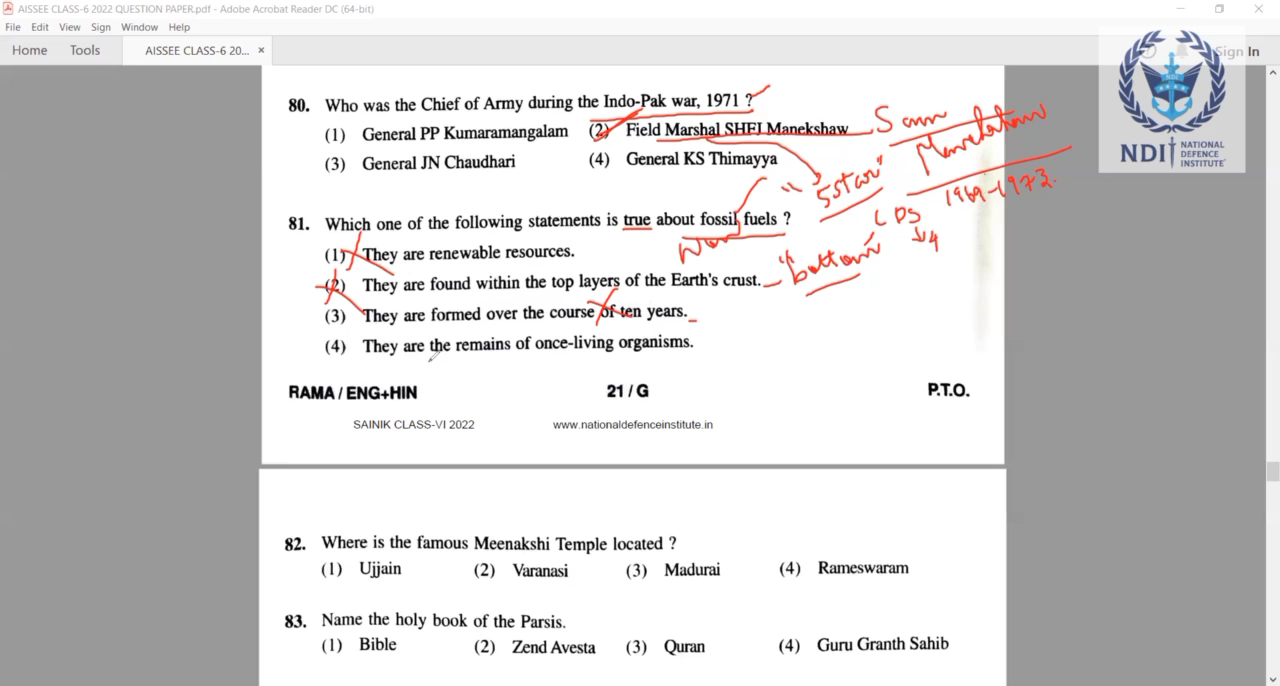 AISSEE CLASS-6 2022 QUESTION PAPER.pdf - Adobe Acrobat Reader DC (64-bit)
File Edit View Sign Window Help
Home Tools AISSEE CLASS-6 20... × Sign In
NDI NATIONAL DEFENCE INSTITUTE
80. Who was the Chief of Army during the Indo-Pak war, 1971 ?
(1) General PP Kumaramangalam (2) Field Marshal SHFJ Manekshaw Sam
(3) General JN Chaudhari (4) General KS Thimayya
"5 Star" 1969-1973.
CDS
4
81. Which one of the following statements is true about fossil fuels ?
Non
(1) They are renewable resources.
"bottom"
(2) They are found within the top layers of the Earth's crust.
(3) They are formed over the course of ten years.
(4) They are the remains of once-living organisms.
RAMA / ENG+HIN 21 / G P.T.O.
SAINIK CLASS-VI 2022 www.nationaldefenceinstitute.in
82. Where is the famous Meenakshi Temple located ?
(1) Ujjain (2) Varanasi (3) Madurai (4) Rameswaram
83. Name the holy book of the Parsis.
(1) Bible (2) Zend Avesta (3) Quran (4) Guru Granth Sahib